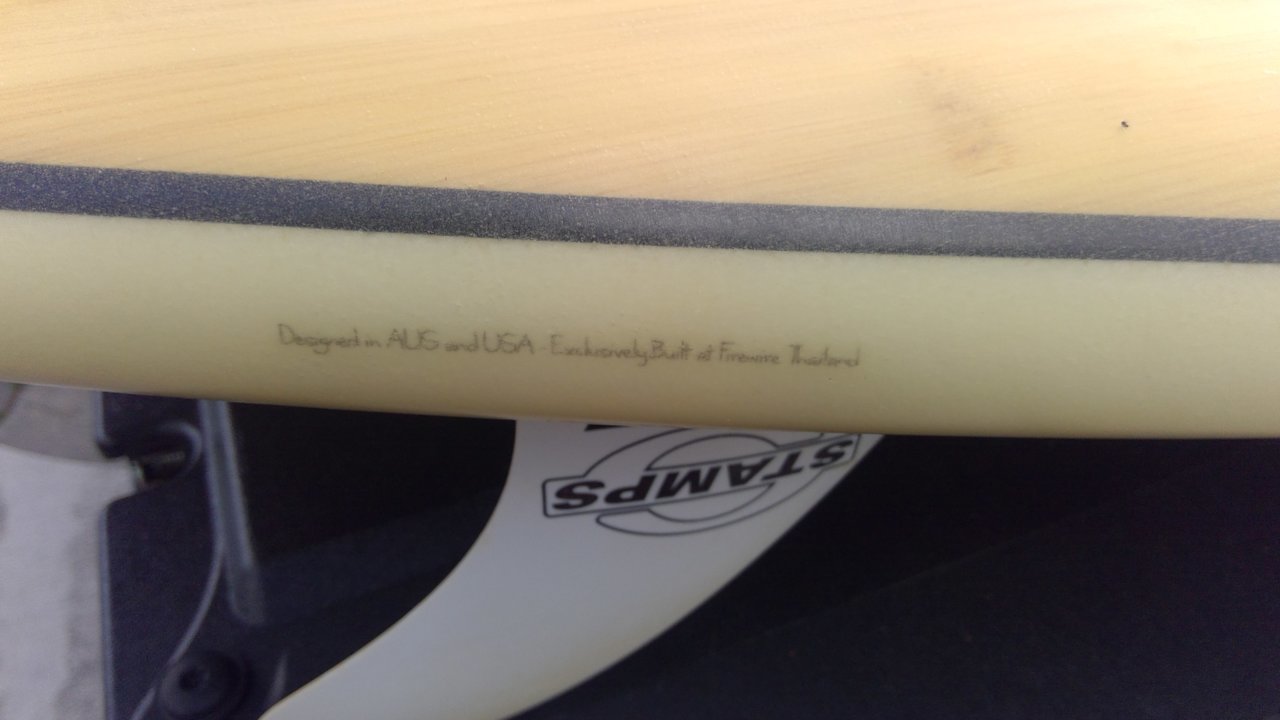 Designed in AUS and USA - Exclusively Built at Firewire Thailand
STAMPS